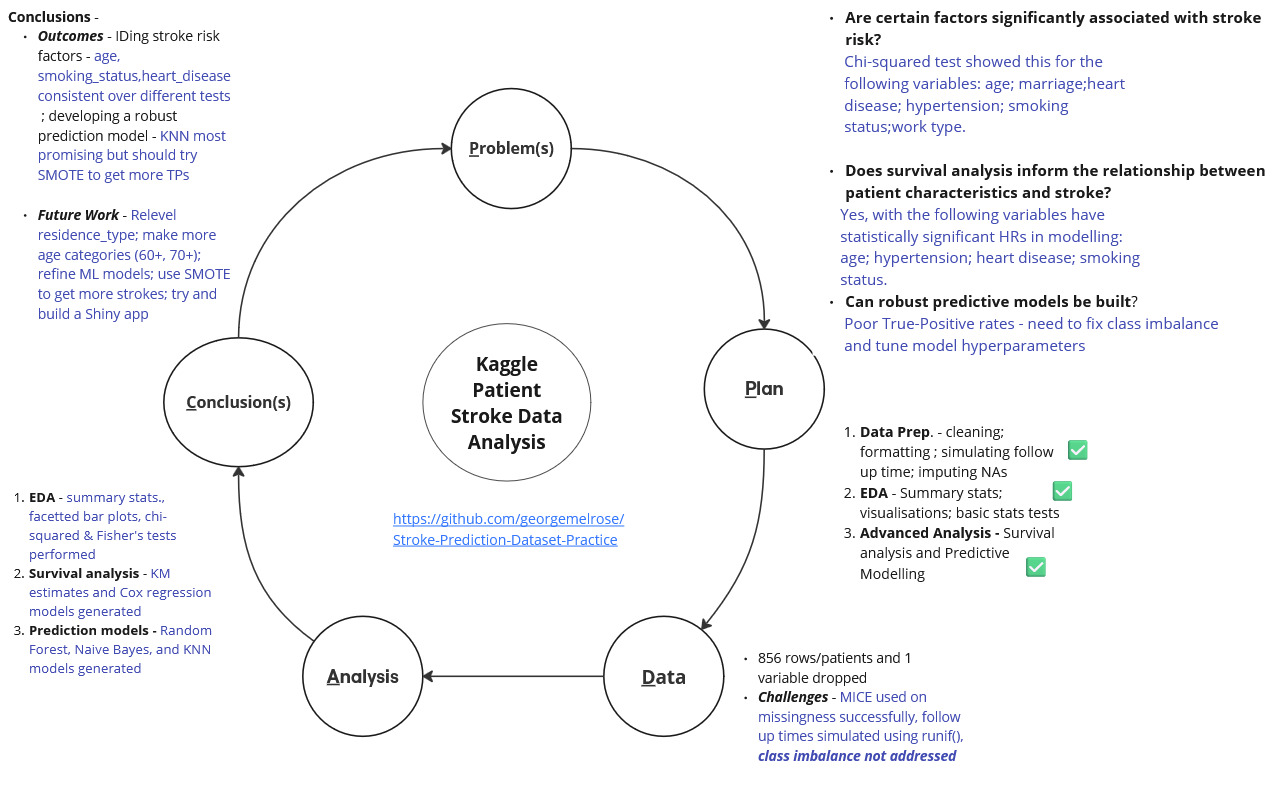 Conclusions -
• Outcomes - IDing stroke risk
factors - age,
smoking_status,heart_disease
consistent over different tests
; developing a robust
prediction model - KNN most
promising but should try
SMOTE to get more TPs
• Future Work - Relevel
residence_type; make more
age categories (60+, 70+);
refine ML models; use SMOTE
to get more strokes; try and
build a Shiny app
Problem(s)
• Are certain factors significantly associated with stroke
risk?
Chi-squared test showed this for the
following variables: age; marriage;heart
disease; hypertension; smoking
status;work type.
• Does survival analysis inform the relationship between
patient characteristics and stroke?
Yes, with the following variables have
statistically significant HRs in modelling:
age; hypertension; heart disease; smoking
status.
• Can robust predictive models be built?
Poor True-Positive rates - need to fix class imbalance
and tune model hyperparameters
Conclusion(s)
Kaggle
Patient
Stroke Data
Analysis
Plan
https://github.com/georgemelrose/
Stroke-Prediction-Dataset-Practice
1. Data Prep. - cleaning;
formatting ; simulating follow
up time; imputing NAs
2. EDA - Summary stats;
visualisations; basic stats tests
3. Advanced Analysis - Survival
analysis and Predictive
Modelling
1. EDA - summary stats.,
facetted bar plots, chi-
squared & Fisher's tests
performed
2. Survival analysis - KM
estimates and Cox regression
models generated
3. Prediction models - Random
Forest, Naive Bayes, and KNN
models generated
Analysis
Data
• 856 rows/patients and 1
variable dropped
• Challenges - MICE used on
missingness successfully, follow
up times simulated using runif(),
class imbalance not addressed